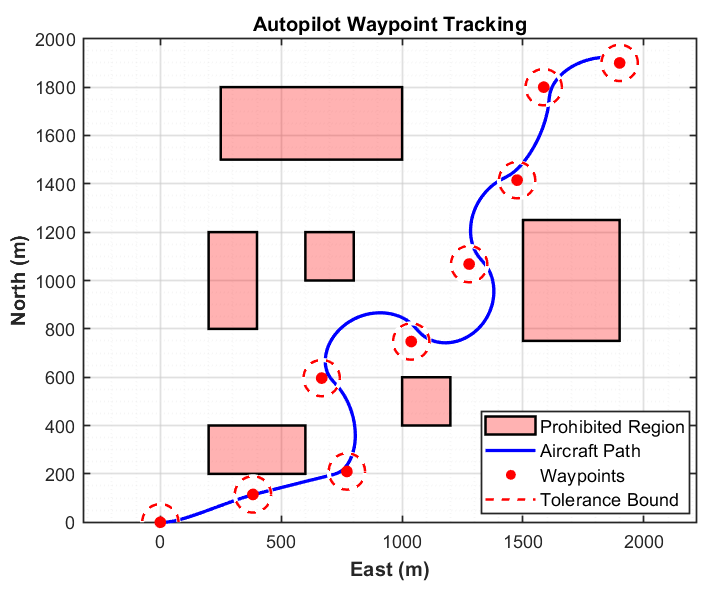 Autopilot Waypoint Tracking
2000
1800
1600
1400
1200
1000
800
600
400
200
0
North (m)
0 500 1000 1500 2000
East (m)
Prohibited Region
Aircraft Path
Waypoints
Tolerance Bound